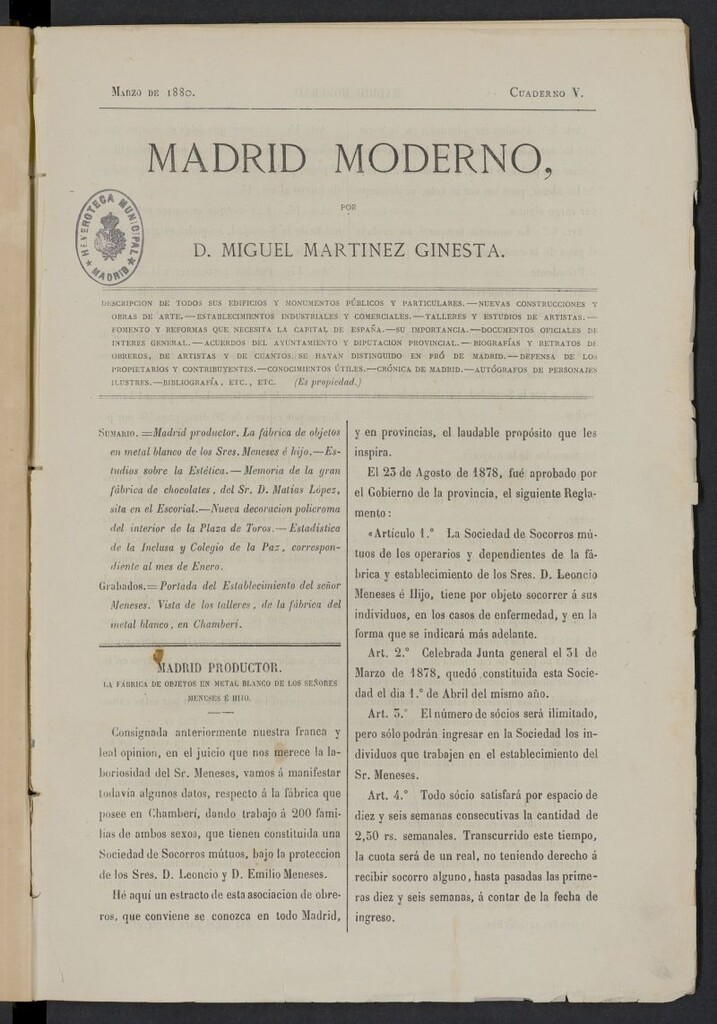 Marzo de 1880.
Cuaderno V.
MADRID MODERNO,
POR
D. MIGUEL MARTINEZ GINESTA.
HEMEROTECA MUNICIPAL
★ MADRID ★
DESCRIPCION DE TODOS SUS EDIFICIOS Y MONUMENTOS PÚBLICOS Y PARTICULARES.—NUEVAS CONSTRUCCIONES Y
OBRAS DE ARTE.—ESTABLECIMIENTOS INDUSTRIALES Y COMERCIALES.—TALLERES Y ESTUDIOS DE ARTISTAS.—
FOMENTO Y REFORMAS QUE NECESITA LA CAPITAL DE ESPAÑA.—SU IMPORTANCIA.—DOCUMENTOS OFICIALES DE
INTERES GENERAL.—ACUERDOS DEL AYUNTAMIENTO Y DIPUTACION PROVINCIAL.—BIOGRAFÍAS Y RETRATOS DE
OBREROS, DE ARTISTAS Y DE CUANTOS SE HAYAN DISTINGUIDO EN PRÓ DE MADRID.—DEFENSA DE LOS
PROPIETARIOS Y CONTRIBUYENTES.—CONOCIMIENTOS ÚTILES.—CRÓNICA DE MADRID.—AUTÓGRAFOS DE PERSONAJES
ILUSTRES.—BIBLIOGRAFÍA, ETC., ETC. (Es propiedad.)
Sumario.=Madrid productor. La fábrica de objetos
en metal blanco de los Sres. Meneses é hijo.—Es-
tudios sobre la Estética.—Memoria de la gran
fábrica de chocolates, del Sr. D. Matias López,
sita en el Escorial.—Nueva decoracion policroma
del interior de la Plaza de Toros.—Estadística
de la Inclusa y Colegio de la Paz, correspon-
diente al mes de Enero.
Grabados.=Portada del Establecimiento del señor
Meneses. Vista de los talleres, de la fábrica del
metal blanco, en Chamberí.
MADRID PRODUCTOR.
LA FÁBRICA DE OBJETOS EN METAL BLANCO DE LOS SEÑORES
MENESES É HIJO.
Consignada anteriormente nuestra franca y
leal opinion, en el juicio que nos merece la la-
boriosidad del Sr. Meneses, vamos á manifestar
todavia algunos datos, respecto á la fábrica que
posee en Chamberí, dando trabajo á 200 fami-
lias de ambos sexos, que tienen constituida una
Sociedad de Socorros mútuos, bajo la proteccion
de los Sres. D. Leoncio y D. Emilio Meneses.
Hé aquí un estracto de esta asociacion de obre-
ros, que conviene se conozca en todo Madrid,
y en provincias, el laudable propósito que les
inspira.
El 23 de Agosto de 1878, fué aprobado por
el Gobierno de la provincia, el siguiente Regla-
mento:
«Artículo 1.º La Sociedad de Socorros mú-
tuos de los operarios y dependientes de la fá-
brica y establecimiento de los Sres. D. Leoncio
Meneses é Hijo, tiene por objeto socorrer á sus
individuos, en los casos de enfermedad, y en la
forma que se indicará más adelante.
Art. 2.º Celebrada Junta general el 31 de
Marzo de 1878, quedó constituida esta Socie-
dad el dia 1.º de Abril del mismo año.
Art. 3.º El número de sócios será ilimitado,
pero sólo podrán ingresar en la Sociedad los in-
dividuos que trabajen en el establecimiento del
Sr. Meneses.
Art. 4.º Todo sócio satisfará por espacio de
diez y seis semanas consecutivas la cantidad de
2,50 rs. semanales. Transcurrido este tiempo,
la cuota será de un real, no teniendo derecho á
recibir socorro alguno, hasta pasadas las prime-
ras diez y seis semanas, á contar de la fecha de
ingreso.